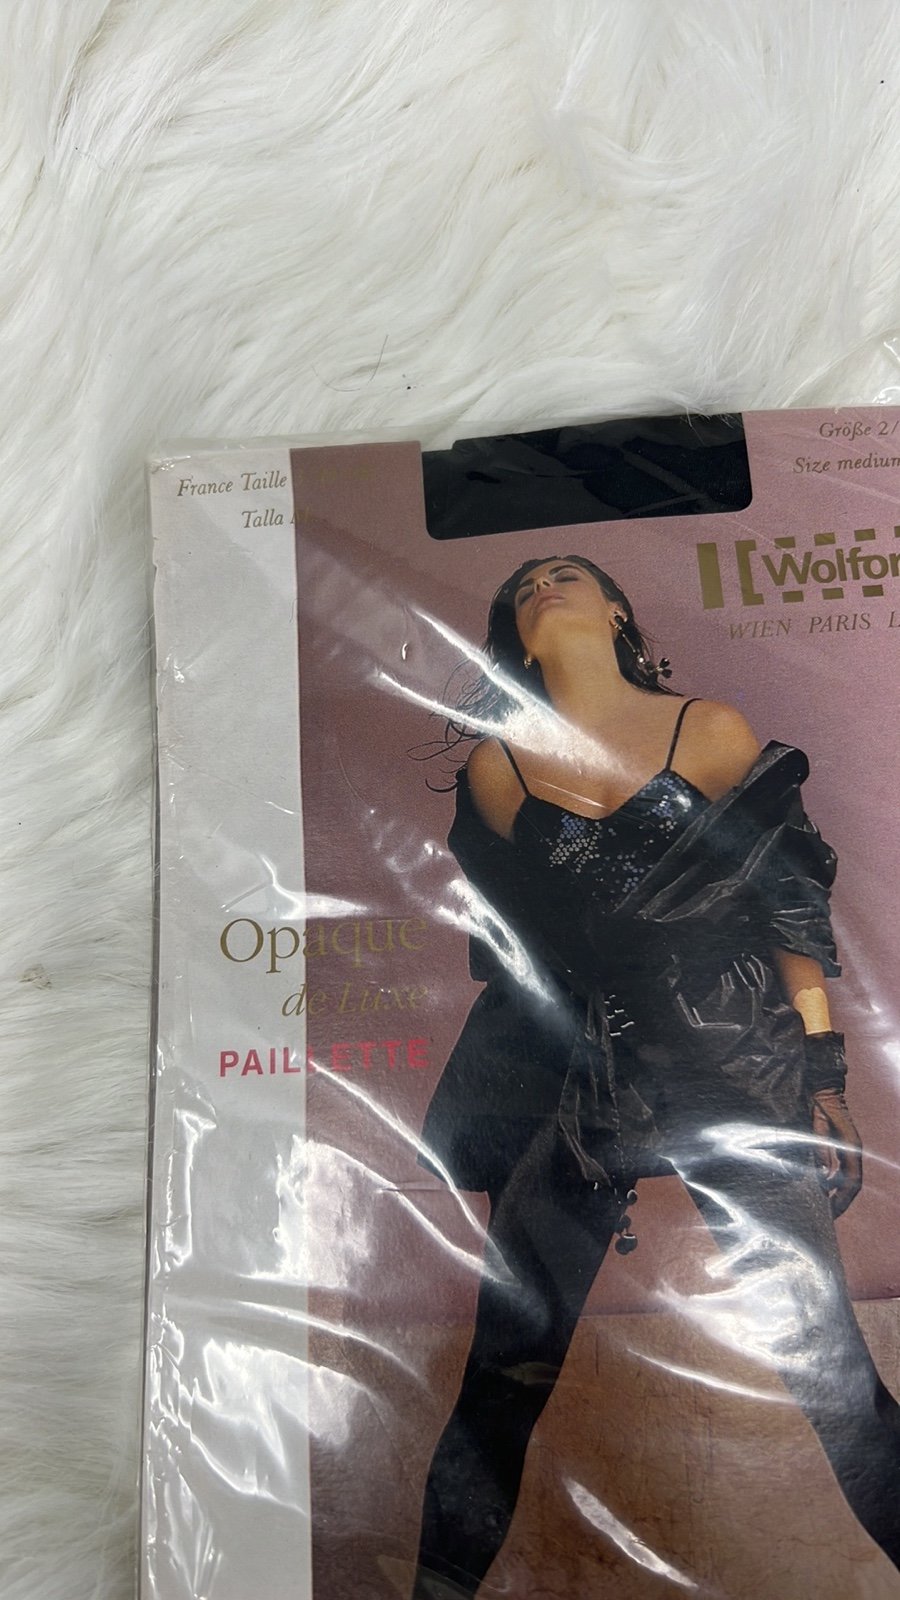 France Taille
Talla
Größe 2/
Size medium
Wolfor
WIEN PARIS L
Opaque
de Luxe
PAILLETTE